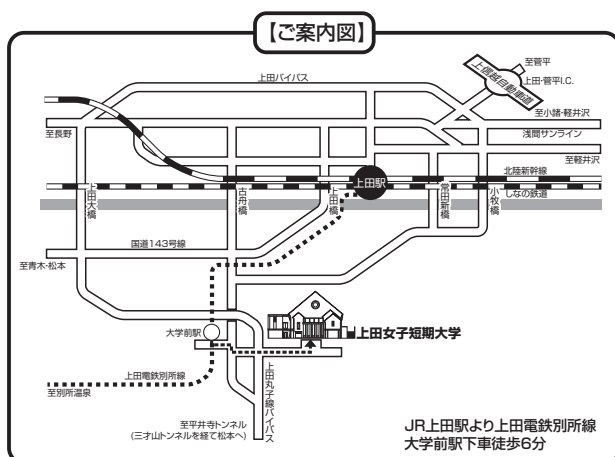 【ご案内図】
至菅平
上信越自動車道
上田・菅平I.C.
上田バイパス
至小諸・軽井沢
至長野
浅間サンライン
至軽井沢
北陸新幹線
上田駅
しなの鉄道
上田大橋
古舟橋
上田橋
常田新橋
小牧橋
国道143号線
至青木・松本
大学前駅
上田女子短期大学
上田電鉄別所線
至別所温泉
上田丸子線バイパス
至平井寺トンネル
(三才山トンネルを経て松本へ)
JR上田駅より上田電鉄別所線
大学前駅下車徒歩6分